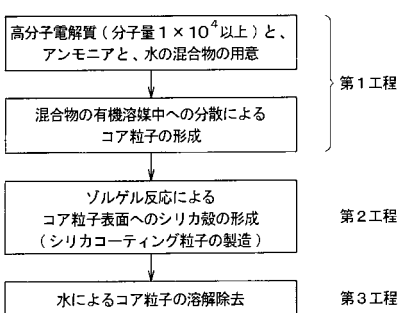 高分子電解質(分子量1×10⁴以上)と、
アンモニアと、水の混合物の用意
混合物の有機溶媒中への分散による
コア粒子の形成
第1工程
ゾルゲル反応による
コア粒子表面へのシリカ殻の形成
(シリカコーティング粒子の製造)
第2工程
水によるコア粒子の溶解除去
第3工程